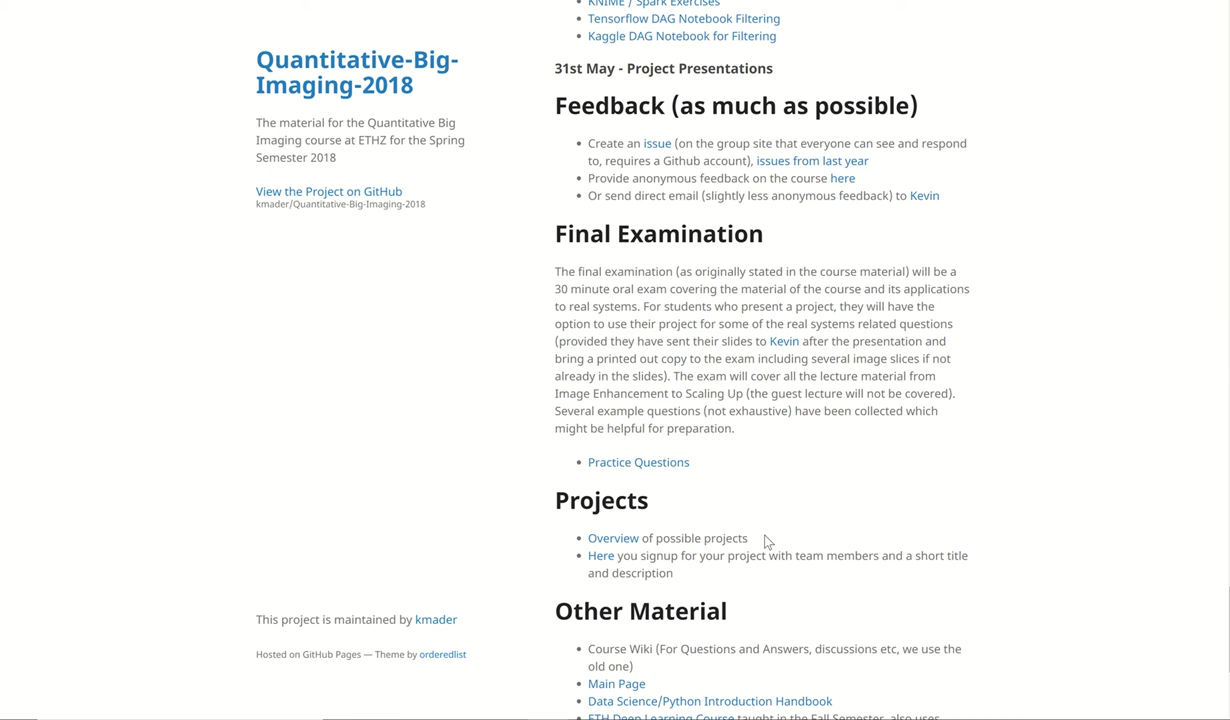 KNIME / Spark Exercises
Tensorflow DAG Notebook Filtering
Kaggle DAG Notebook for Filtering
Quantitative-Big-
Imaging-2018
The material for the Quantitative Big
Imaging course at ETHZ for the Spring
Semester 2018
View the Project on GitHub
kmader/Quantitative-Big-Imaging-2018
31st May - Project Presentations
Feedback (as much as possible)
Create an issue (on the group site that everyone can see and respond
to, requires a Github account), issues from last year
Provide anonymous feedback on the course here
Or send direct email (slightly less anonymous feedback) to Kevin
Final Examination
The final examination (as originally stated in the course material) will be a
30 minute oral exam covering the material of the course and its applications
to real systems. For students who present a project, they will have the
option to use their project for some of the real systems related questions
(provided they have sent their slides to Kevin after the presentation and
bring a printed out copy to the exam including several image slices if not
already in the slides). The exam will cover all the lecture material from
Image Enhancement to Scaling Up (the guest lecture will not be covered).
Several example questions (not exhaustive) have been collected which
might be helpful for preparation.
Practice Questions
Projects
Overview of possible projects
Here you signup for your project with team members and a short title
and description
Other Material
Course Wiki (For Questions and Answers, discussions etc, we use the
old one)
Main Page
Data Science/Python Introduction Handbook
ETH Deep Learning Course taught in the Fall Semester, also uses
This project is maintained by kmader
Hosted on GitHub Pages — Theme by orderedlist